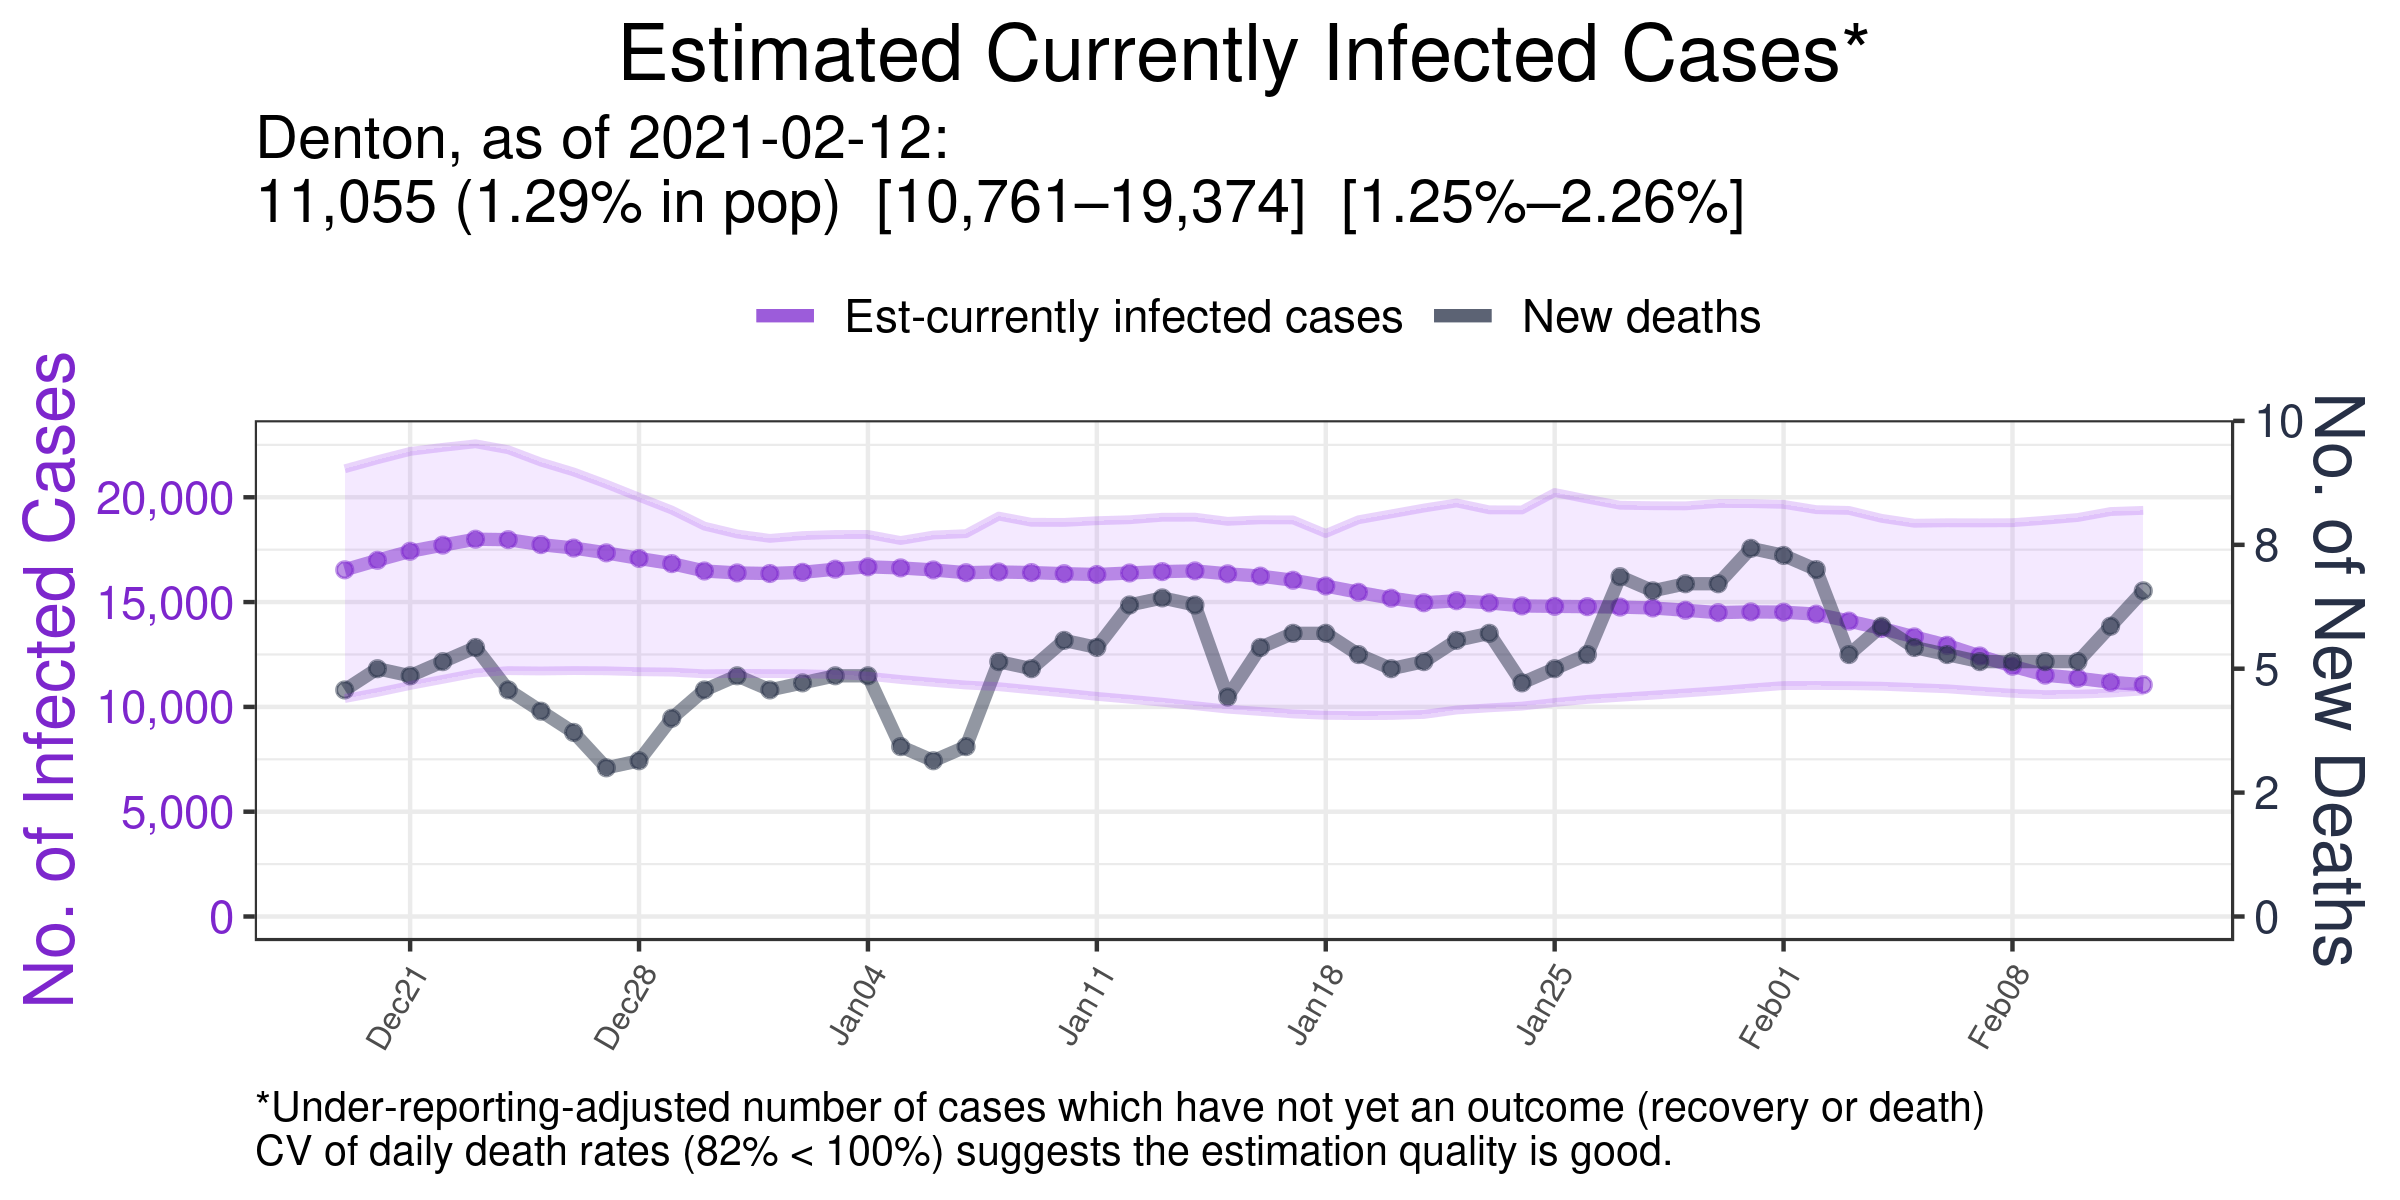 Estimated Currently Infected Cases*
Denton, as of 2021-02-12:
11,055 (1.29% in pop)  [10,761–19,374]  [1.25%–2.26%]
Est-currently infected cases
New deaths
No. of Infected Cases
20,000
15,000
10,000
5,000
0
10
8
5
2
0
No. of New Deaths
Dec21
Dec28
Jan04
Jan11
Jan18
Jan25
Feb01
Feb08
*Under-reporting-adjusted number of cases which have not yet an outcome (recovery or death)
CV of daily death rates (82% < 100%) suggests the estimation quality is good.